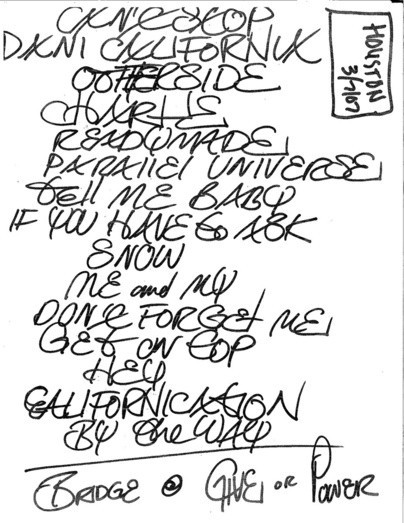 CAN'T STOP
DANI CALIFORNIA
OTHERSIDE
CHARLIE
READYMADE
PARALLEL UNIVERSE
TELL ME BABY
IF YOU HAVE to ASK
SNOW
ME and MY
DON'T FORGET ME
GET ON TOP
HEY
CALIFORNICATION
BY the WAY
BRIDGE GIVE OR POWER
HOUSTON
3/1/07